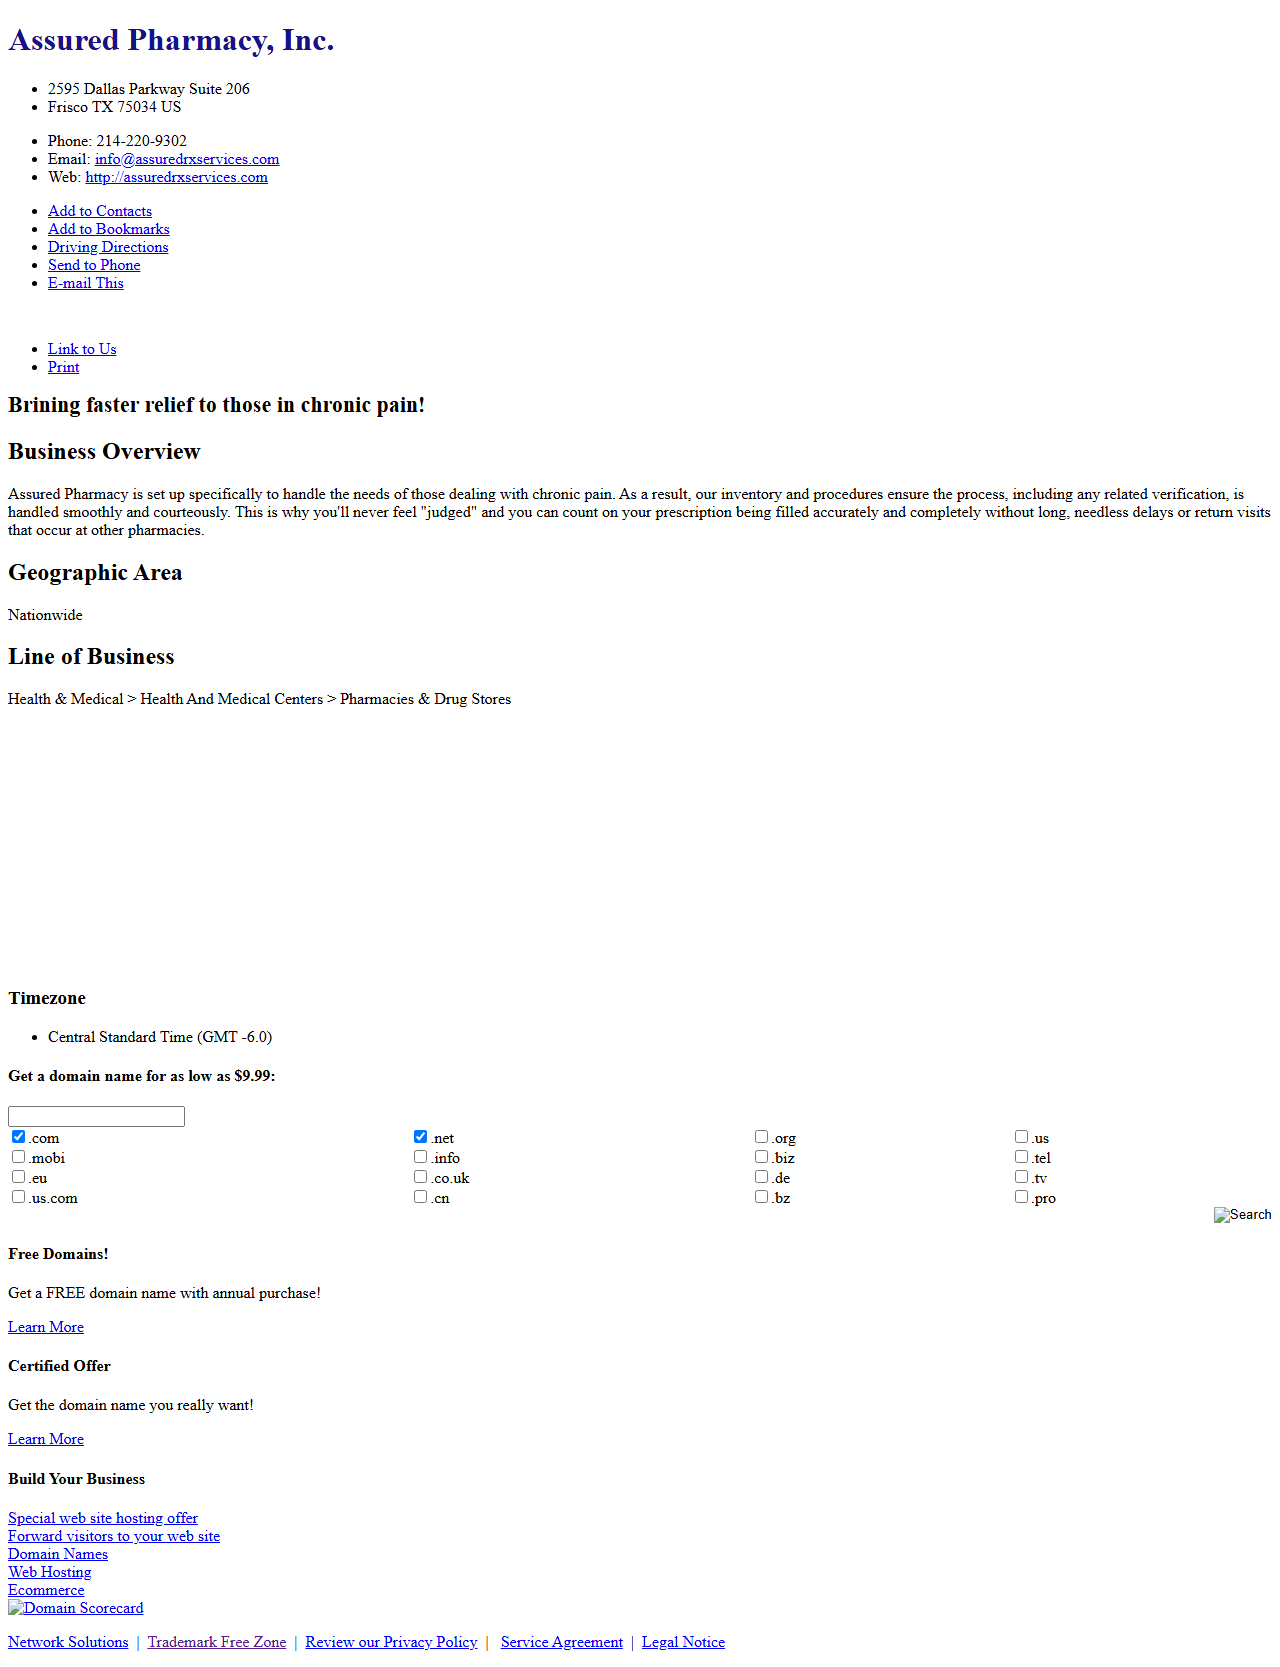 Assured Pharmacy, Inc.
2595 Dallas Parkway Suite 206
Frisco TX 75034 US
Phone: 214-220-9302
Email: info@assuredrxservices.com
Web: http://assuredrxservices.com
Add to Contacts
Add to Bookmarks
Driving Directions
Send to Phone
E-mail This
Link to Us
Print
Brining faster relief to those in chronic pain!
Business Overview
Assured Pharmacy is set up specifically to handle the needs of those dealing with chronic pain. As a result, our inventory and procedures ensure the process, including any related verification, is
handled smoothly and courteously. This is why you'll never feel "judged" and you can count on your prescription being filled accurately and completely without long, needless delays or return visits
that occur at other pharmacies.
Geographic Area
Nationwide
Line of Business
Health & Medical > Health And Medical Centers > Pharmacies & Drug Stores
Timezone
Central Standard Time (GMT -6.0)
Get a domain name for as low as $9.99:
.com .net .org .us
.mobi .info .biz .tel
.eu .co.uk .de .tv
.us.com .cn .bz .pro
Search
Free Domains!
Get a FREE domain name with annual purchase!
Learn More
Certified Offer
Get the domain name you really want!
Learn More
Build Your Business
Special web site hosting offer
Forward visitors to your web site
Domain Names
Web Hosting
Ecommerce
Domain Scorecard
Network Solutions | Trademark Free Zone | Review our Privacy Policy | Service Agreement | Legal Notice